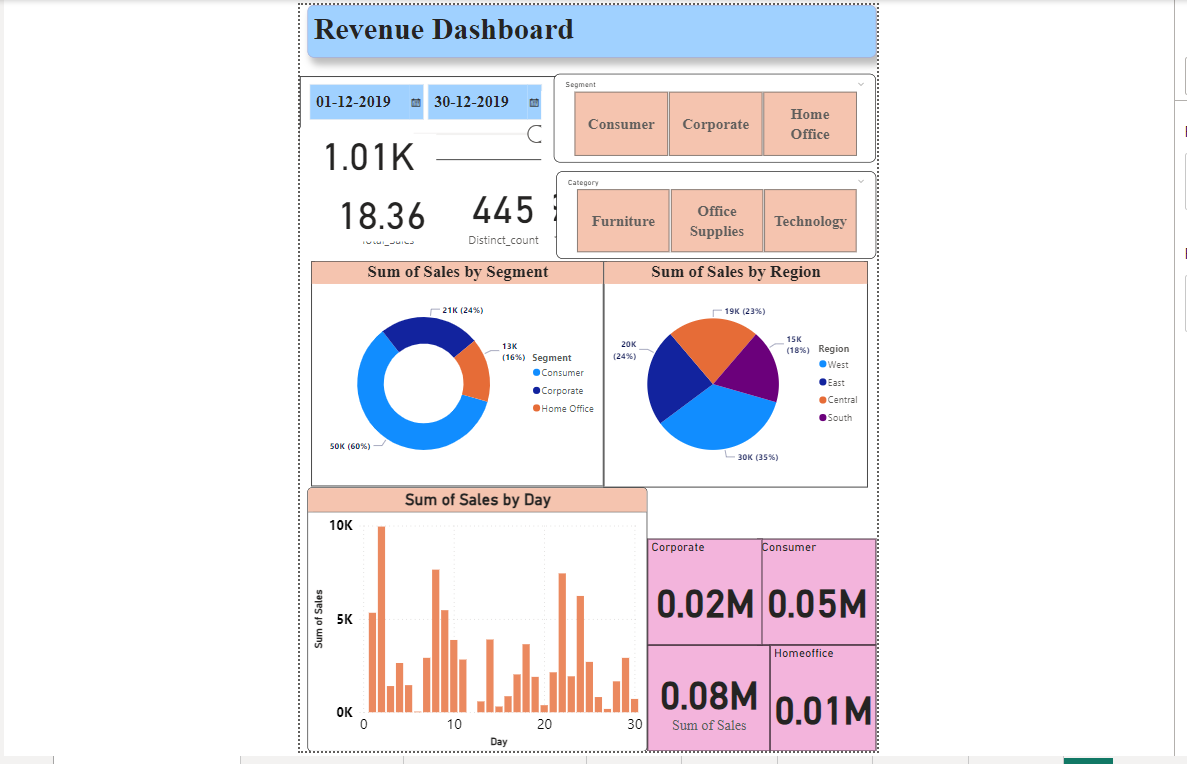 Revenue Dashboard
01-12-2019
30-12-2019
Segment
Consumer
Corporate
Home
Office
1.01K
Category
Furniture
Office
Supplies
Technology
18.36
445
Distinct_count
Sum of Sales by Segment
21K (24%)
13K
(16%)
50K (60%)
Segment
Consumer
Corporate
Home Office
Sum of Sales by Region
19K (23%)
15K
(18%)
20K
(24%)
30K (35%)
Region
West
East
Central
South
Sum of Sales by Day
10K
5K
0K
Sum of Sales
0 10 20 30
Day
Corporate
0.02M
Consumer
0.05M
0.08M
Sum of Sales
Homeoffice
0.01M